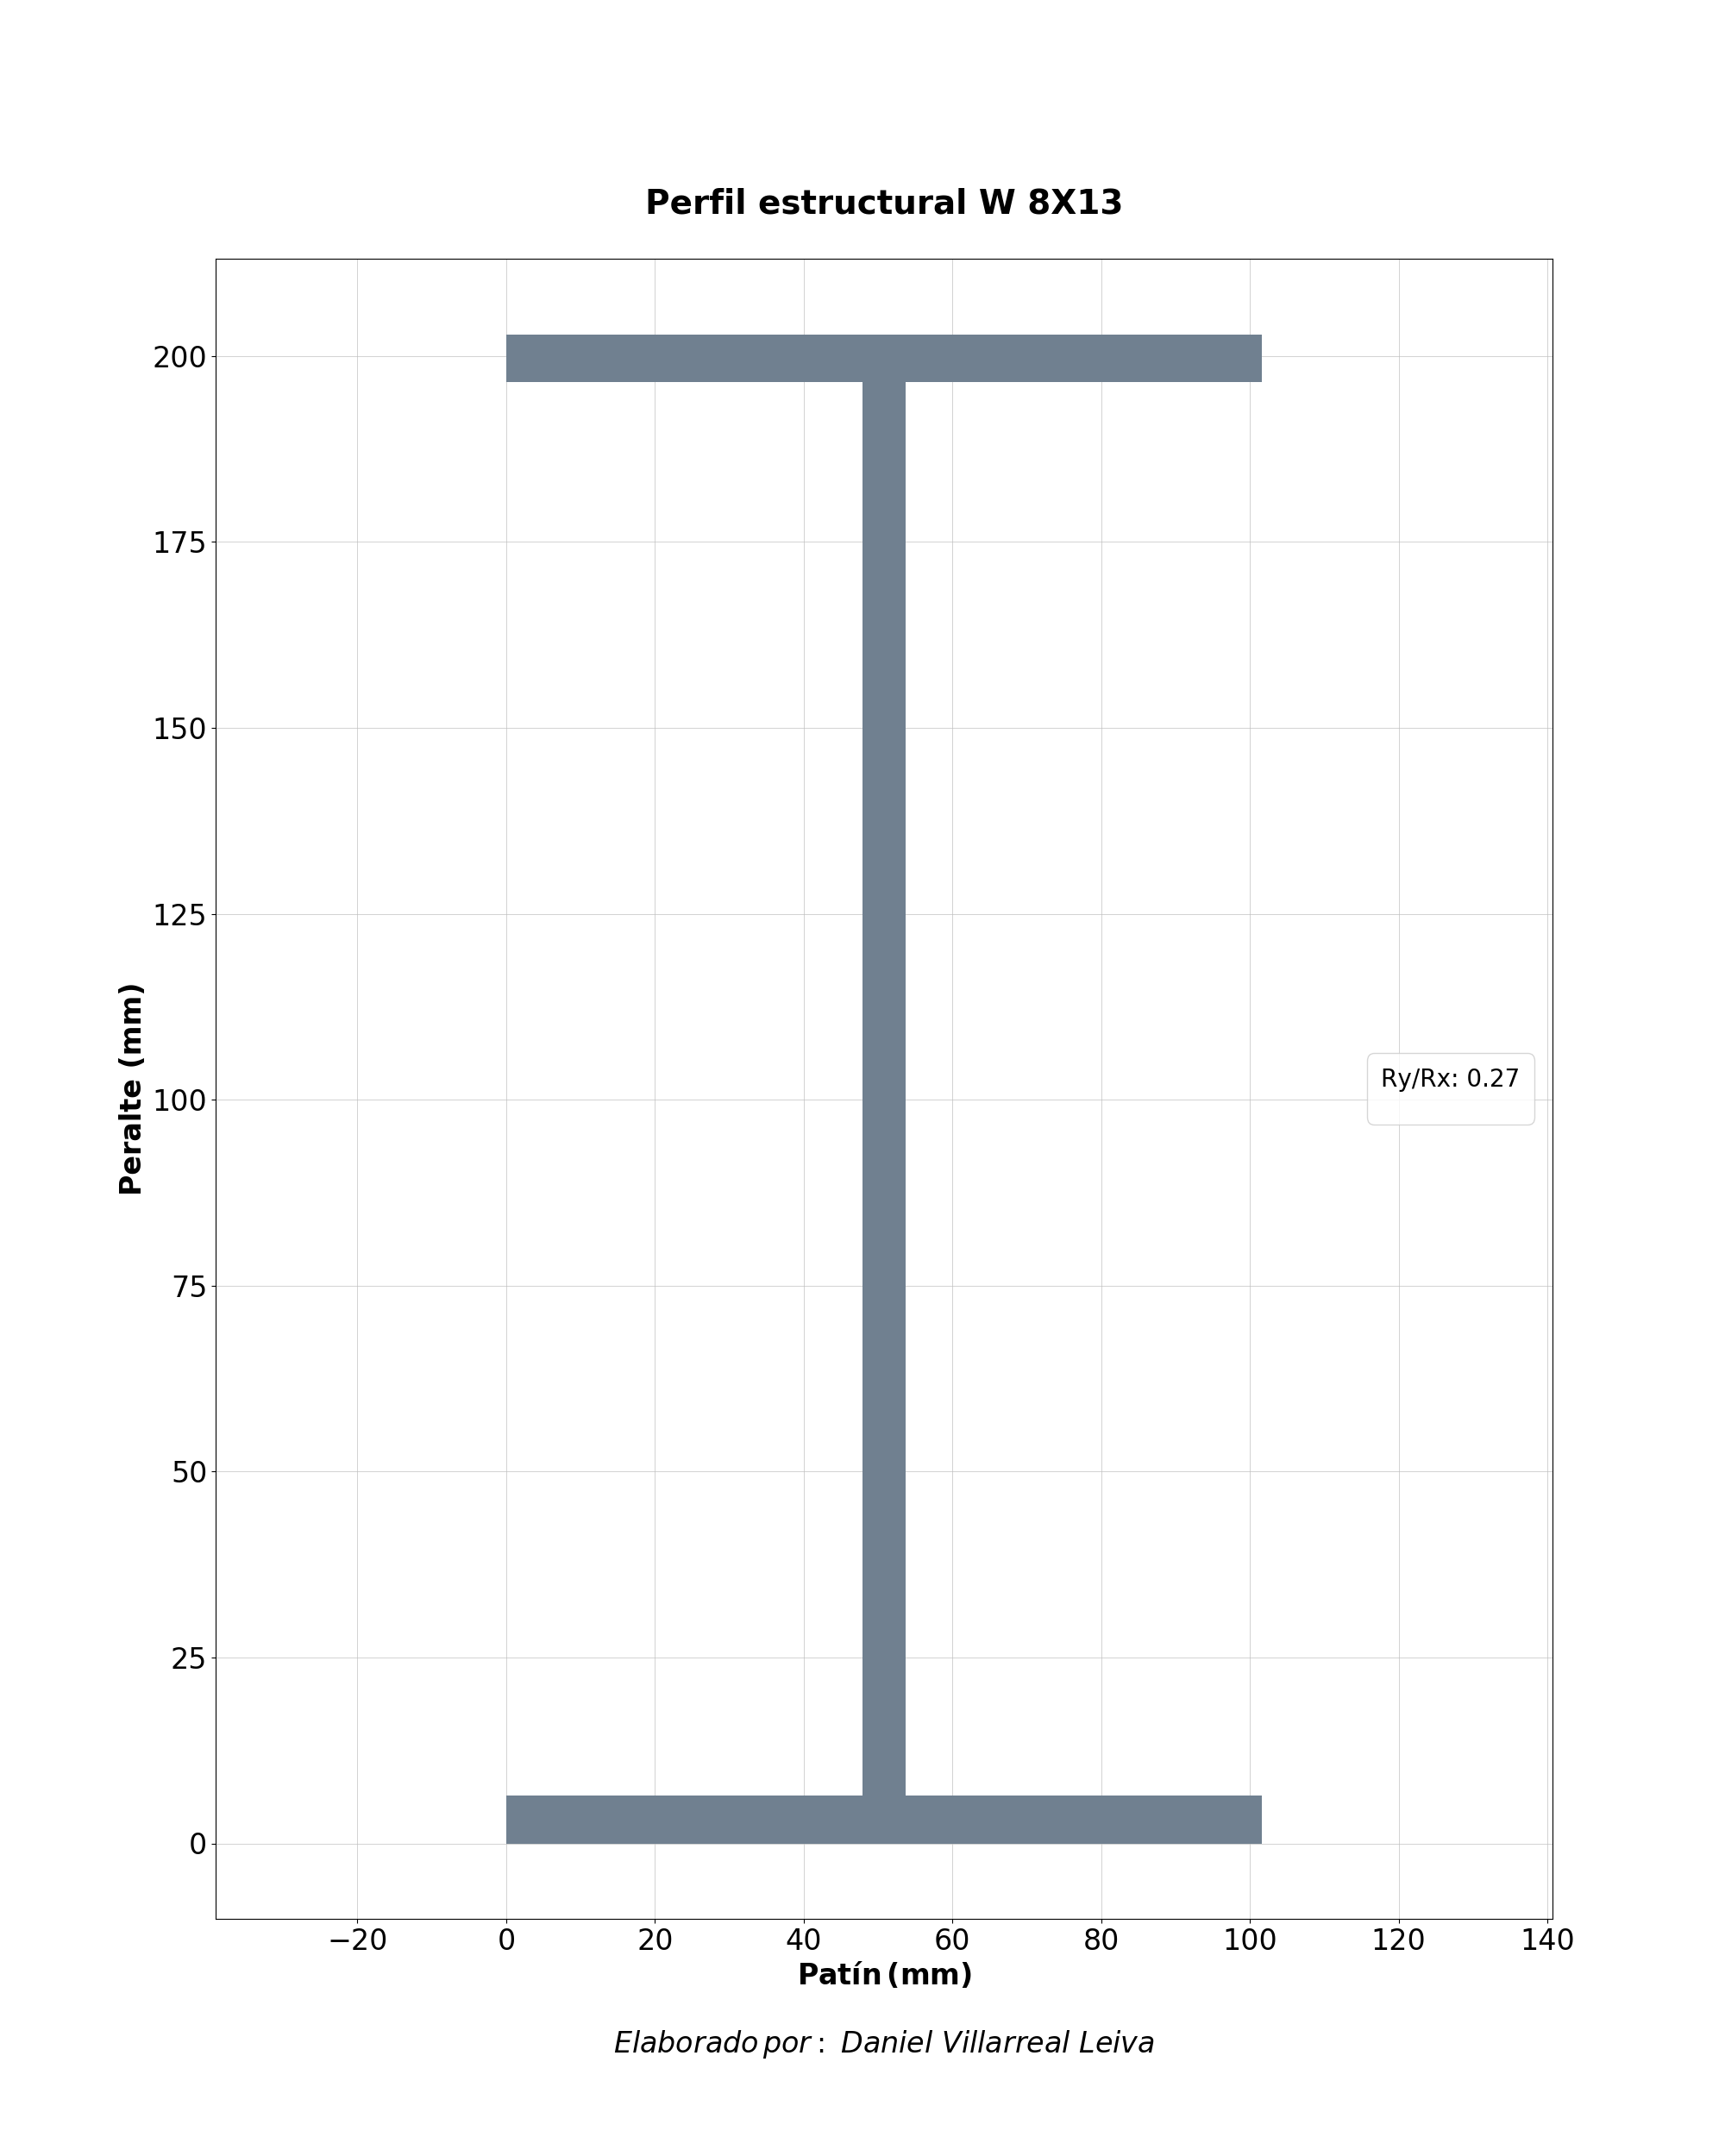 Perfil estructural W 8X13
200
175
150
125
100
75
50
25
0
Peralte (mm)
Ry/Rx: 0.27
−20 0 20 40 60 80 100 120 140
Patín (mm)
Elaborado por: Daniel Villarreal Leiva